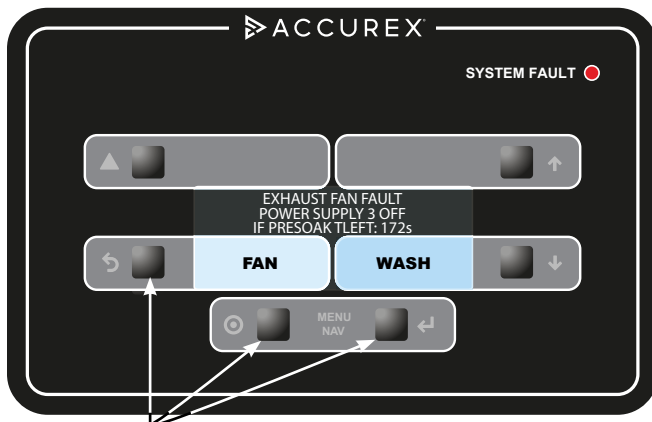 ACCUREX
SYSTEM FAULT
EXHAUST FAN FAULT
POWER SUPPLY 3 OFF
IF PRESOAK TLEFT: 172s
FAN
WASH
MENU
NAV